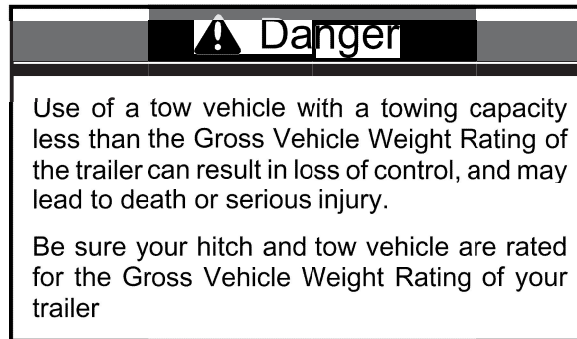 Danger
Use of a tow vehicle with a towing capacity
less than the Gross Vehicle Weight Rating of
the trailer can result in loss of control, and may
lead to death or serious injury.
Be sure your hitch and tow vehicle are rated
for the Gross Vehicle Weight Rating of your
trailer